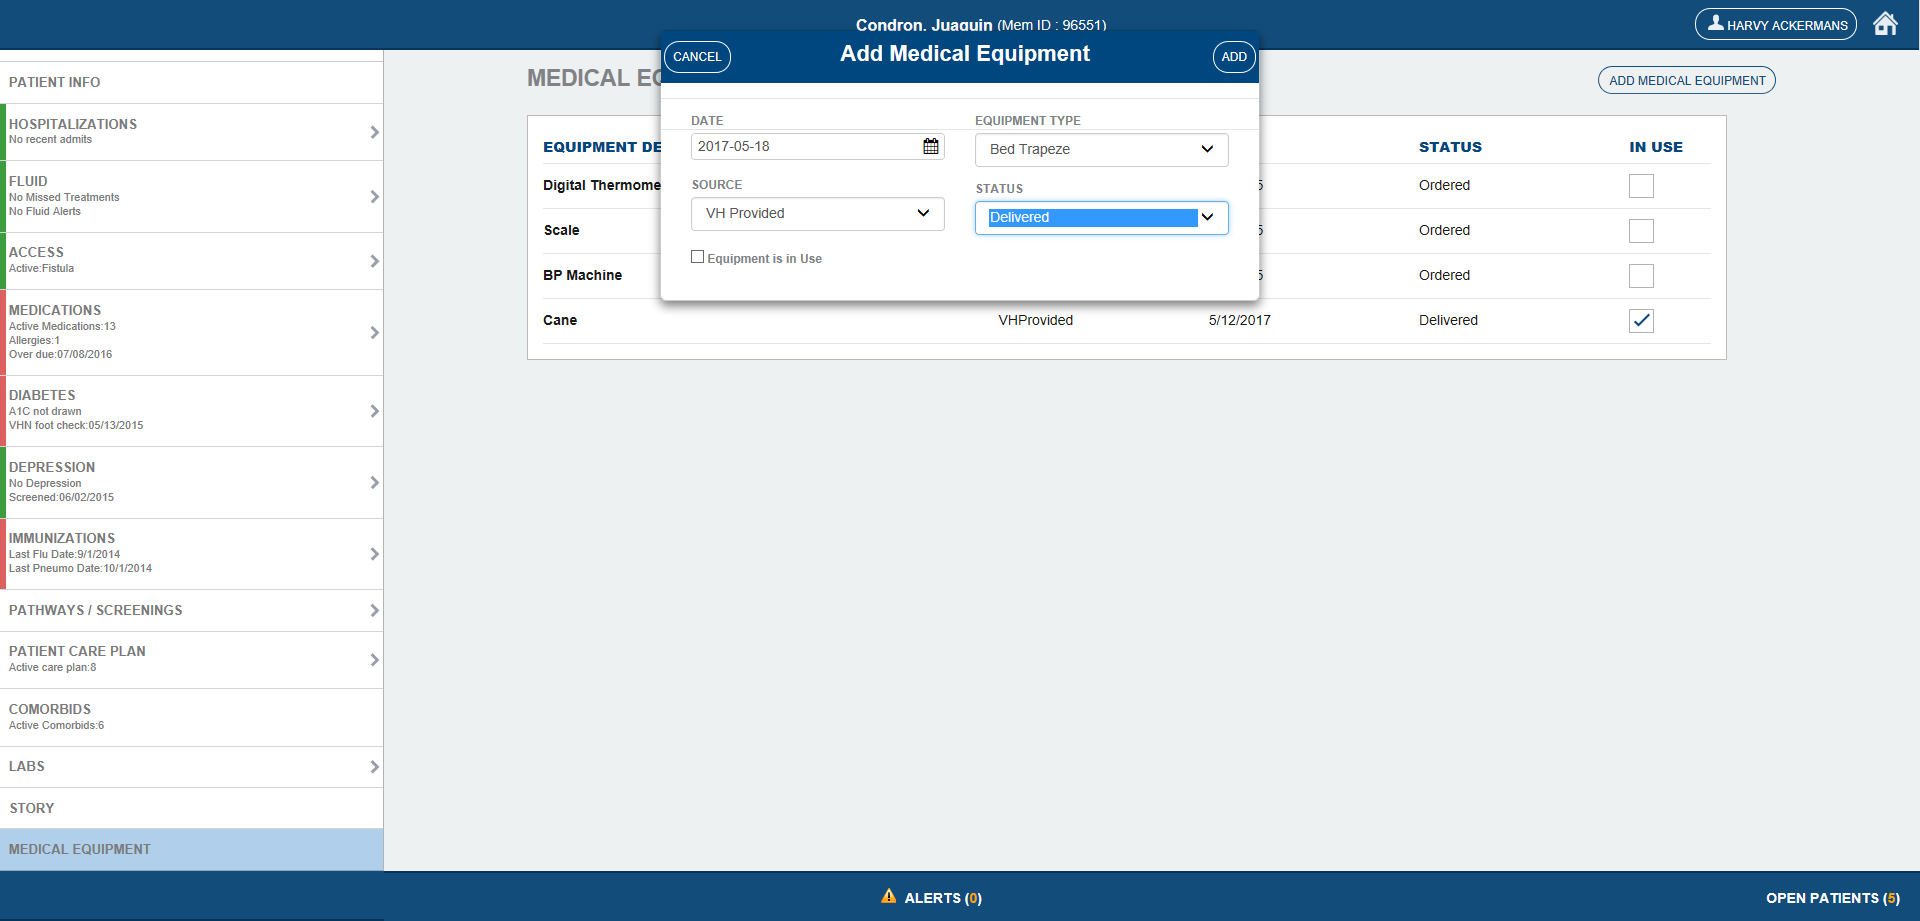 Condron, Juaquin (Mem ID : 96551)
HARVY ACKERMANS
CANCEL
Add Medical Equipment
ADD
PATIENT INFO
HOSPITALIZATIONS
No recent admits
FLUID
No Missed Treatments
No Fluid Alerts
ACCESS
Active:Fistula
MEDICATIONS
Active Medications:13
Allergies:1
Over due:07/08/2016
DIABETES
A1C not drawn
VHN foot check:05/13/2015
DEPRESSION
No Depression
Screened:06/02/2015
IMMUNIZATIONS
Last Flu Date:9/1/2014
Last Pneumo Date:10/1/2014
PATHWAYS / SCREENINGS
PATIENT CARE PLAN
Active care plan:8
COMORBIDS
Active Comorbids:6
LABS
STORY
MEDICAL EQUIPMENT
MEDICAL
ADD MEDICAL EQUIPMENT
DATE
2017-05-18
EQUIPMENT TYPE
Bed Trapeze
SOURCE
VH Provided
STATUS
Delivered
Equipment is in Use
EQUIPMENT STATUS IN USE
Digital Ordered
Scale Ordered
BP Machine Ordered
Cane VHProvided 5/12/2017 Delivered
ALERTS (0)
OPEN PATIENTS (5)